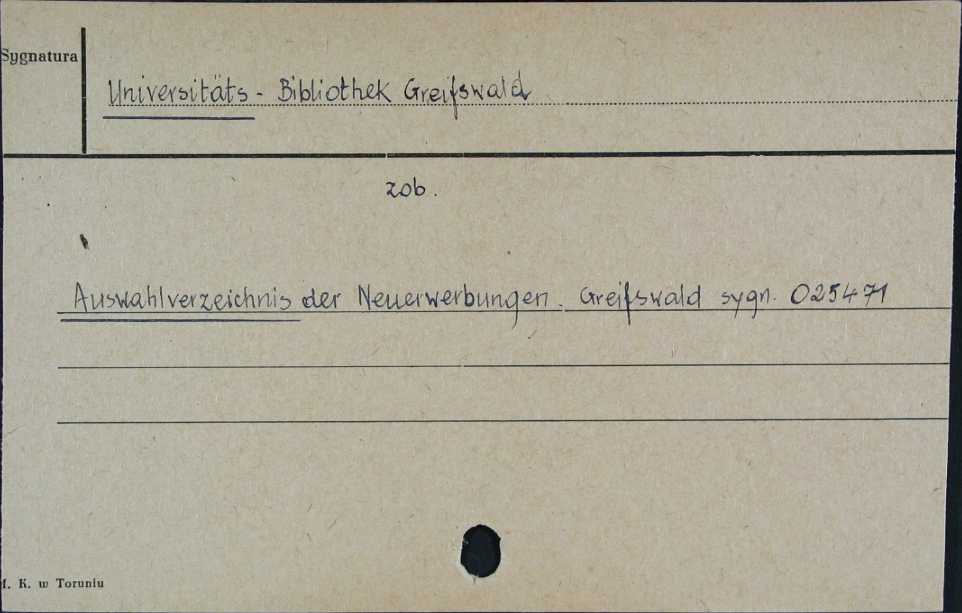 Sygnatura
Universitäts - Bibliothek Greifswald
zob.
Auswahlverzeichnis der Neuerwerbungen. Greifswald sygn. 025471
K. w Toruniu